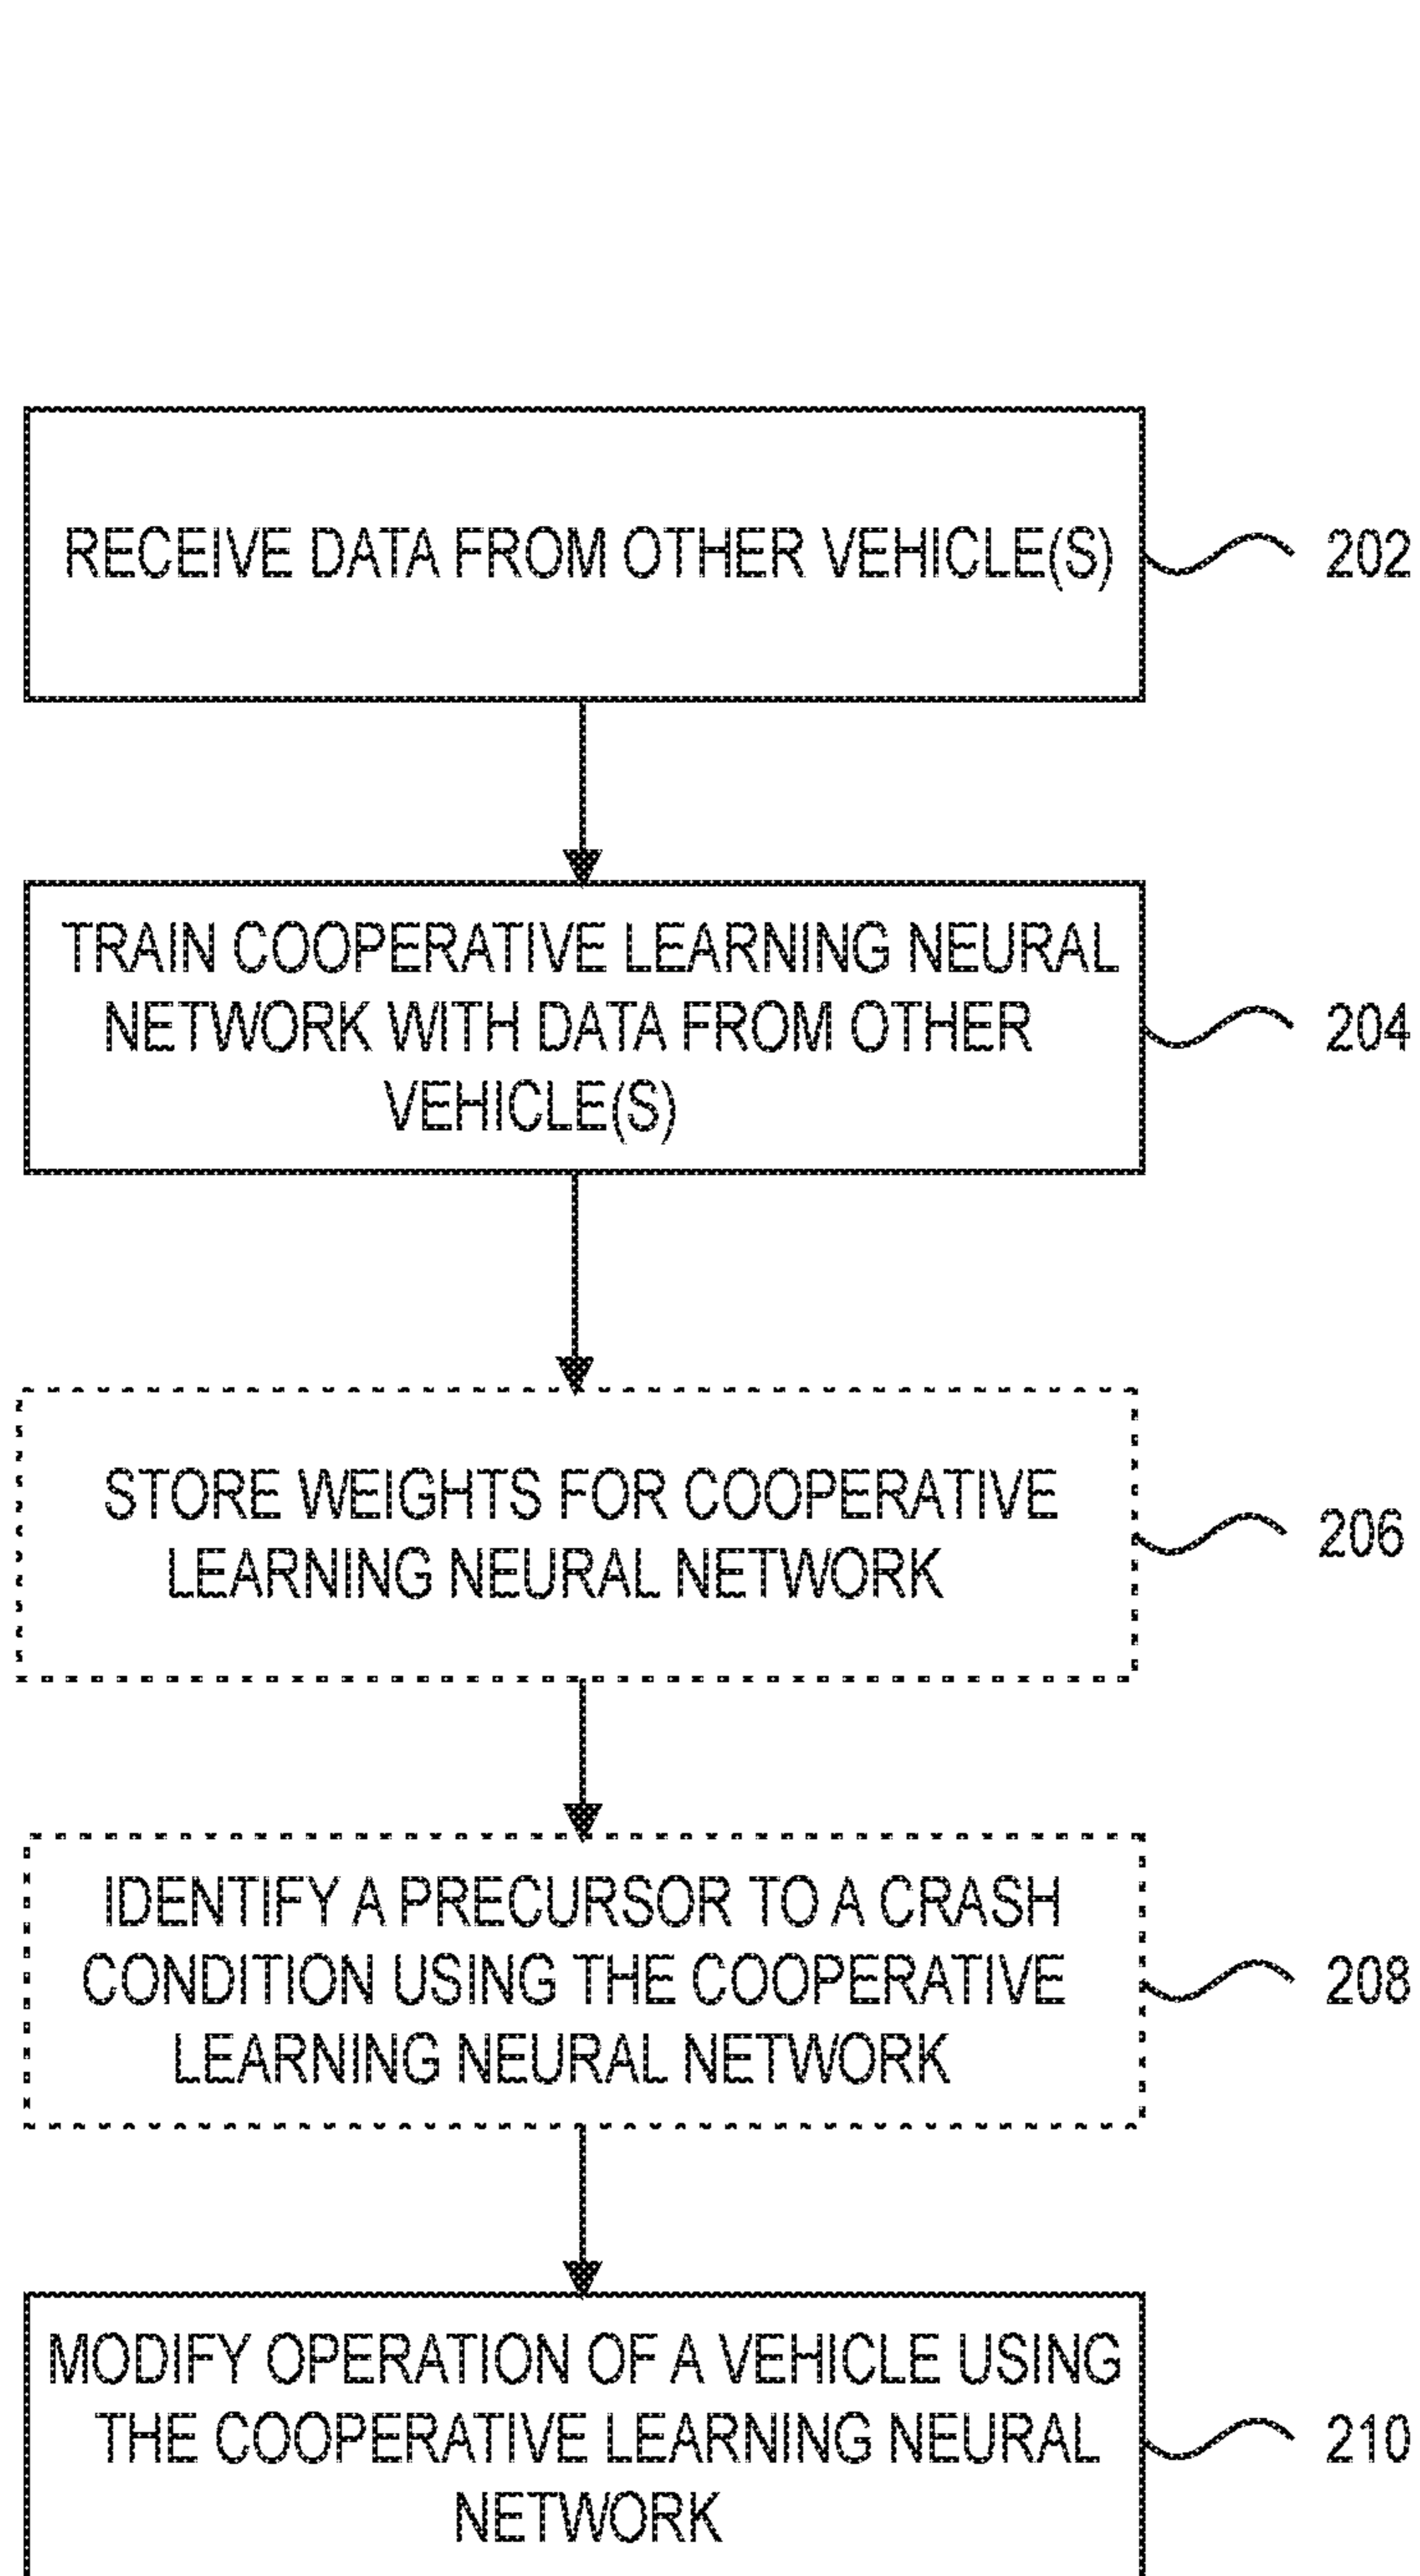 RECEIVE DATA FROM OTHER VEHICLE(S)
202
TRAIN COOPERATIVE LEARNING NEURAL
NETWORK WITH DATA FROM OTHER
VEHICLE(S)
204
STORE WEIGHTS FOR COOPERATIVE
LEARNING NEURAL NETWORK
206
IDENTIFY A PRECURSOR TO A CRASH
CONDITION USING THE COOPERATIVE
LEARNING NEURAL NETWORK
208
MODIFY OPERATION OF A VEHICLE USING
THE COOPERATIVE LEARNING NEURAL
NETWORK
210